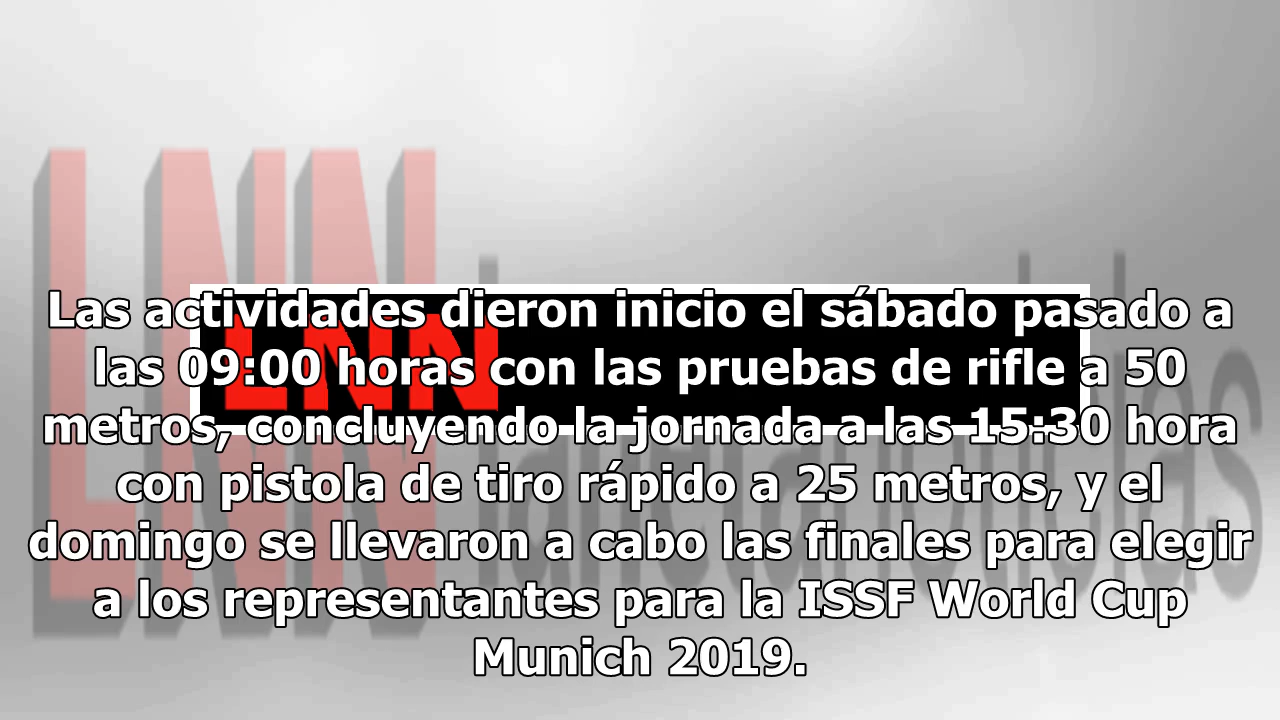 Las actividades dieron inicio el sábado pasado a
las 09:00 horas con las pruebas de rifle a 50
metros, concluyendo la jornada a las 15:30 hora
con pistola de tiro rápido a 25 metros, y el
domingo se llevaron a cabo las finales para elegir
a los representantes para la ISSF World Cup
Munich 2019.
LNN
LNN